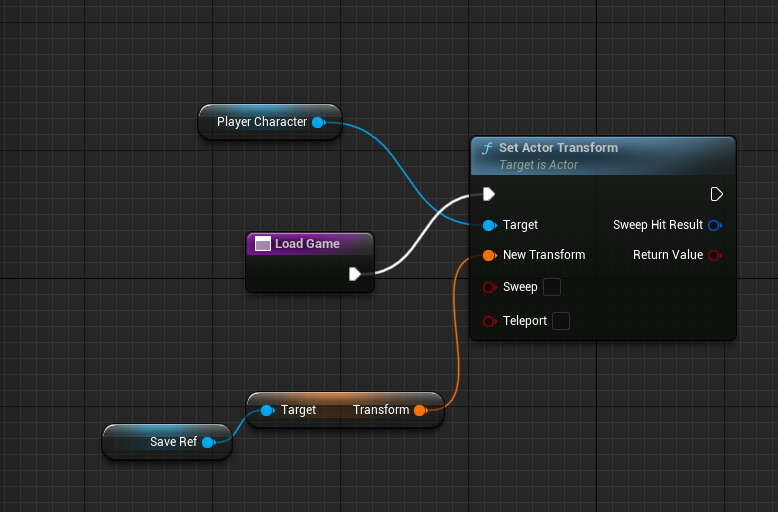 Player Character
Set Actor Transform
Target is Actor
Target
Sweep Hit Result
New Transform
Return Value
Sweep
Teleport
Load Game
Target
Transform
Save Ref